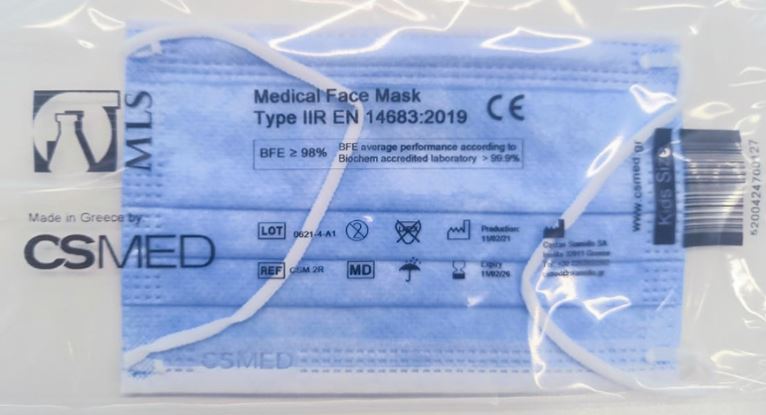 Medical Face Mask
Type IIR EN 14683:2019
CE
BFE ≥ 98%
BFE average performance according to
Biochem accredited laboratory > 99.9%
MLS
Made in Greece by:
CSMED
LOT 0621-4-A1
Production:
11/02/21
REF CSM 2R
MD
Expiry
11/02/26
www.csmed.gr
Kids Size
5200424700127
CSMED